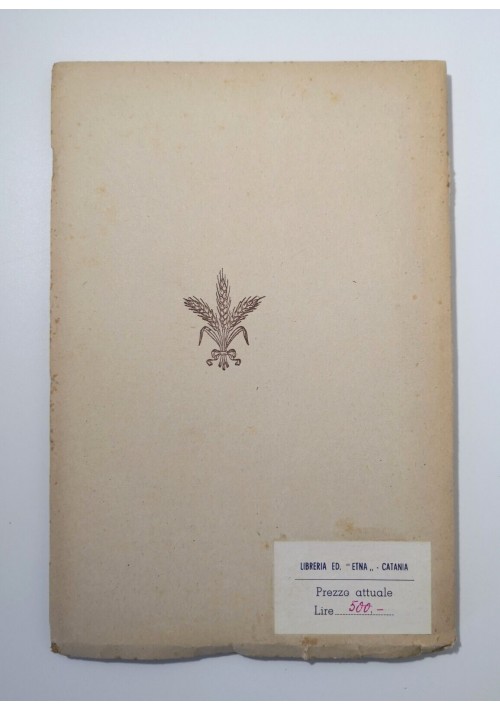 LIBRERIA ED. "ETNA „ - CATANIA
Prezzo attuale
Lire 500.-